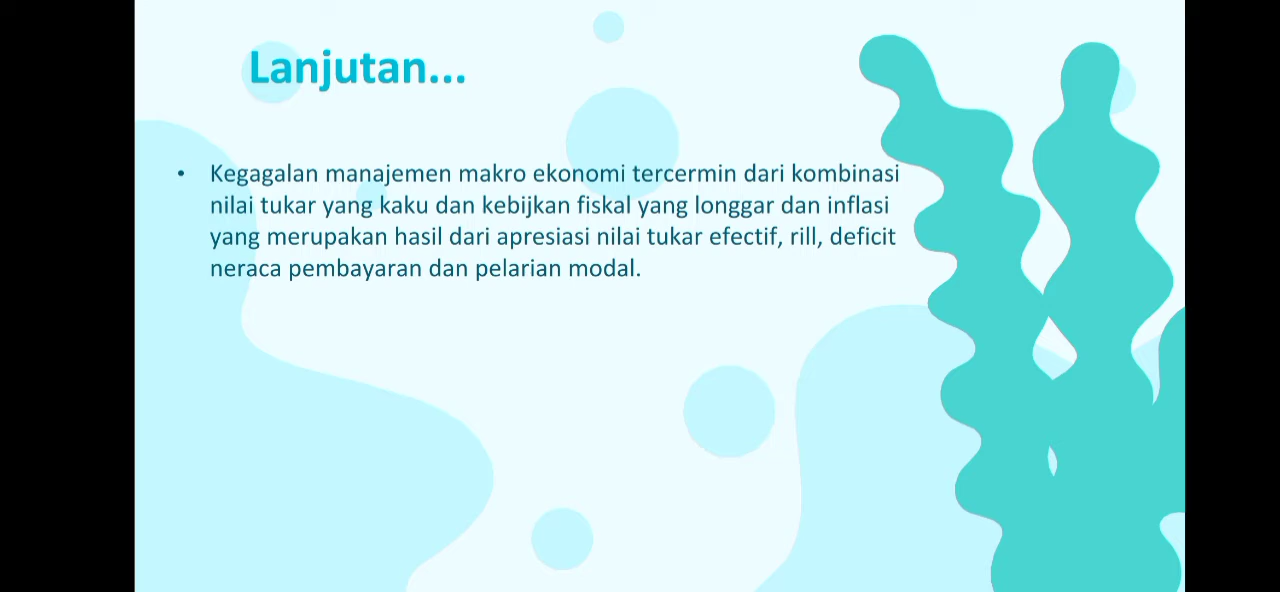 Lanjutan...
• Kegagalan manajemen makro ekonomi tercermin dari kombinasi
nilai tukar yang kaku dan kebijkan fiskal yang longgar dan inflasi
yang merupakan hasil dari apresiasi nilai tukar efectif, rill, deficit
neraca pembayaran dan pelarian modal.